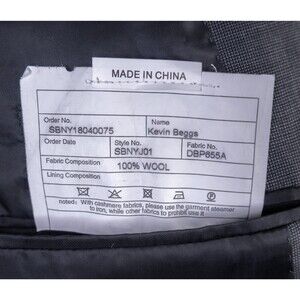 MADE IN CHINA
Order No. Name
SBNY18040075 Kevin Beggs
Order Date Style No. Fabric No.
SBNYJ01 DBP655A
Fabric Composition 100% WOOL
Lining Composition
noted: With cashmere fabrics, please use the garment steamer
to iron, while other fabrics prohibit use it